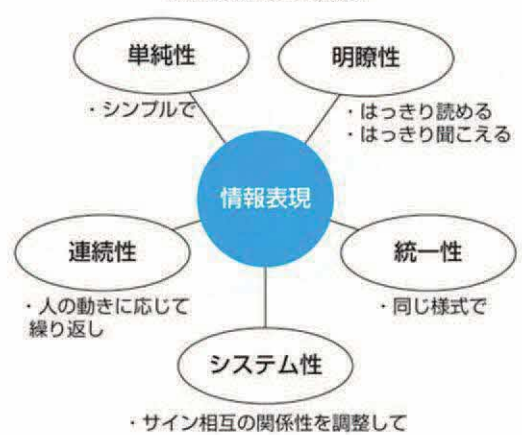 単純性
明瞭性
・シンプルで
・はっきり読める
・はっきり聞こえる
情報表現
連続性
統一性
・人の動きに応じて
繰り返し
・同じ様式で
システム性
・サイン相互の関係性を調整して